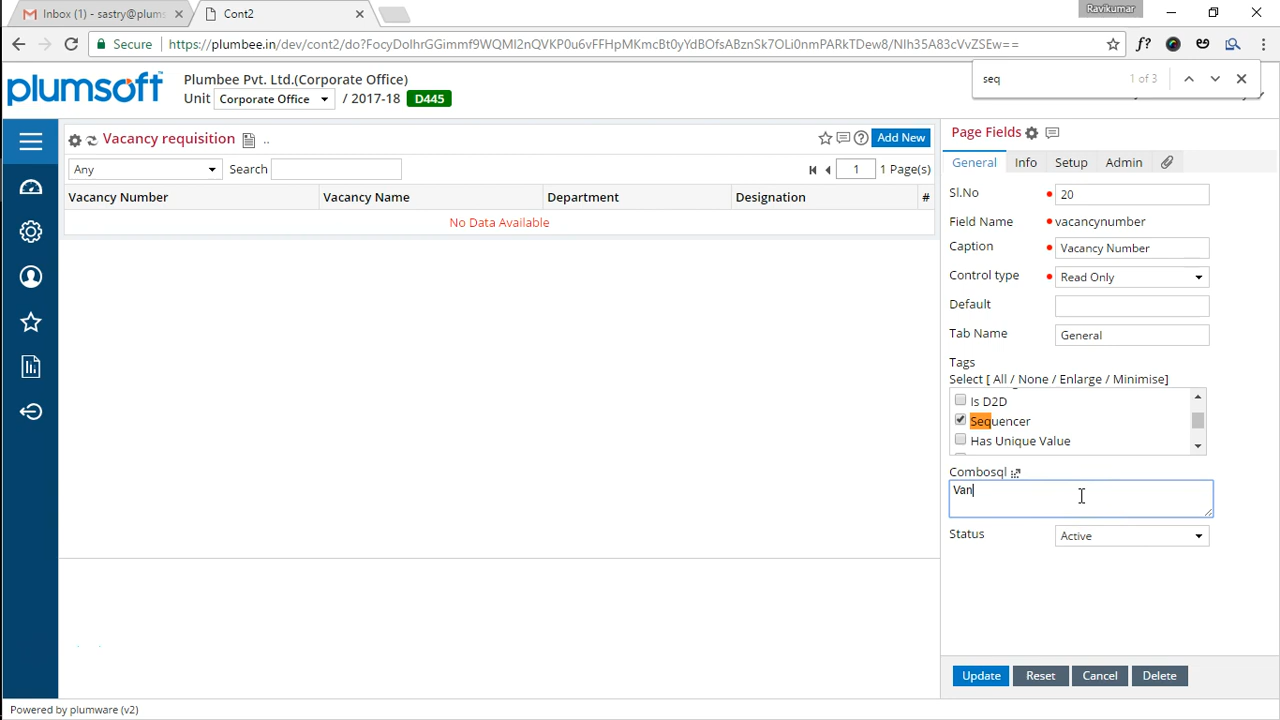 Inbox (1) - sastry@plums
Cont2
Ravikumar
Secure https://plumbee.in/dev/cont2/do?
f?
seq 1 of 3
plumsoft
Plumbee Pvt. Ltd.(Corporate Office)
Unit Corporate Office / 2017-18 D445
Vacancy requisition ..
Add New
Any Search 1 1 Page(s)
Vacancy Number Vacancy Name Department Designation #
No Data Available
Page Fields
General Info Setup Admin
Sl.No 20
Field Name vacancynumber
Caption Vacancy Number
Control type Read Only
Default
Tab Name General
Tags
Select [ All / None / Enlarge / Minimise]
Is D2D
Sequencer
Has Unique Value
Combosql
Van
Status Active
Update Reset Cancel Delete
Powered by plumware (v2)